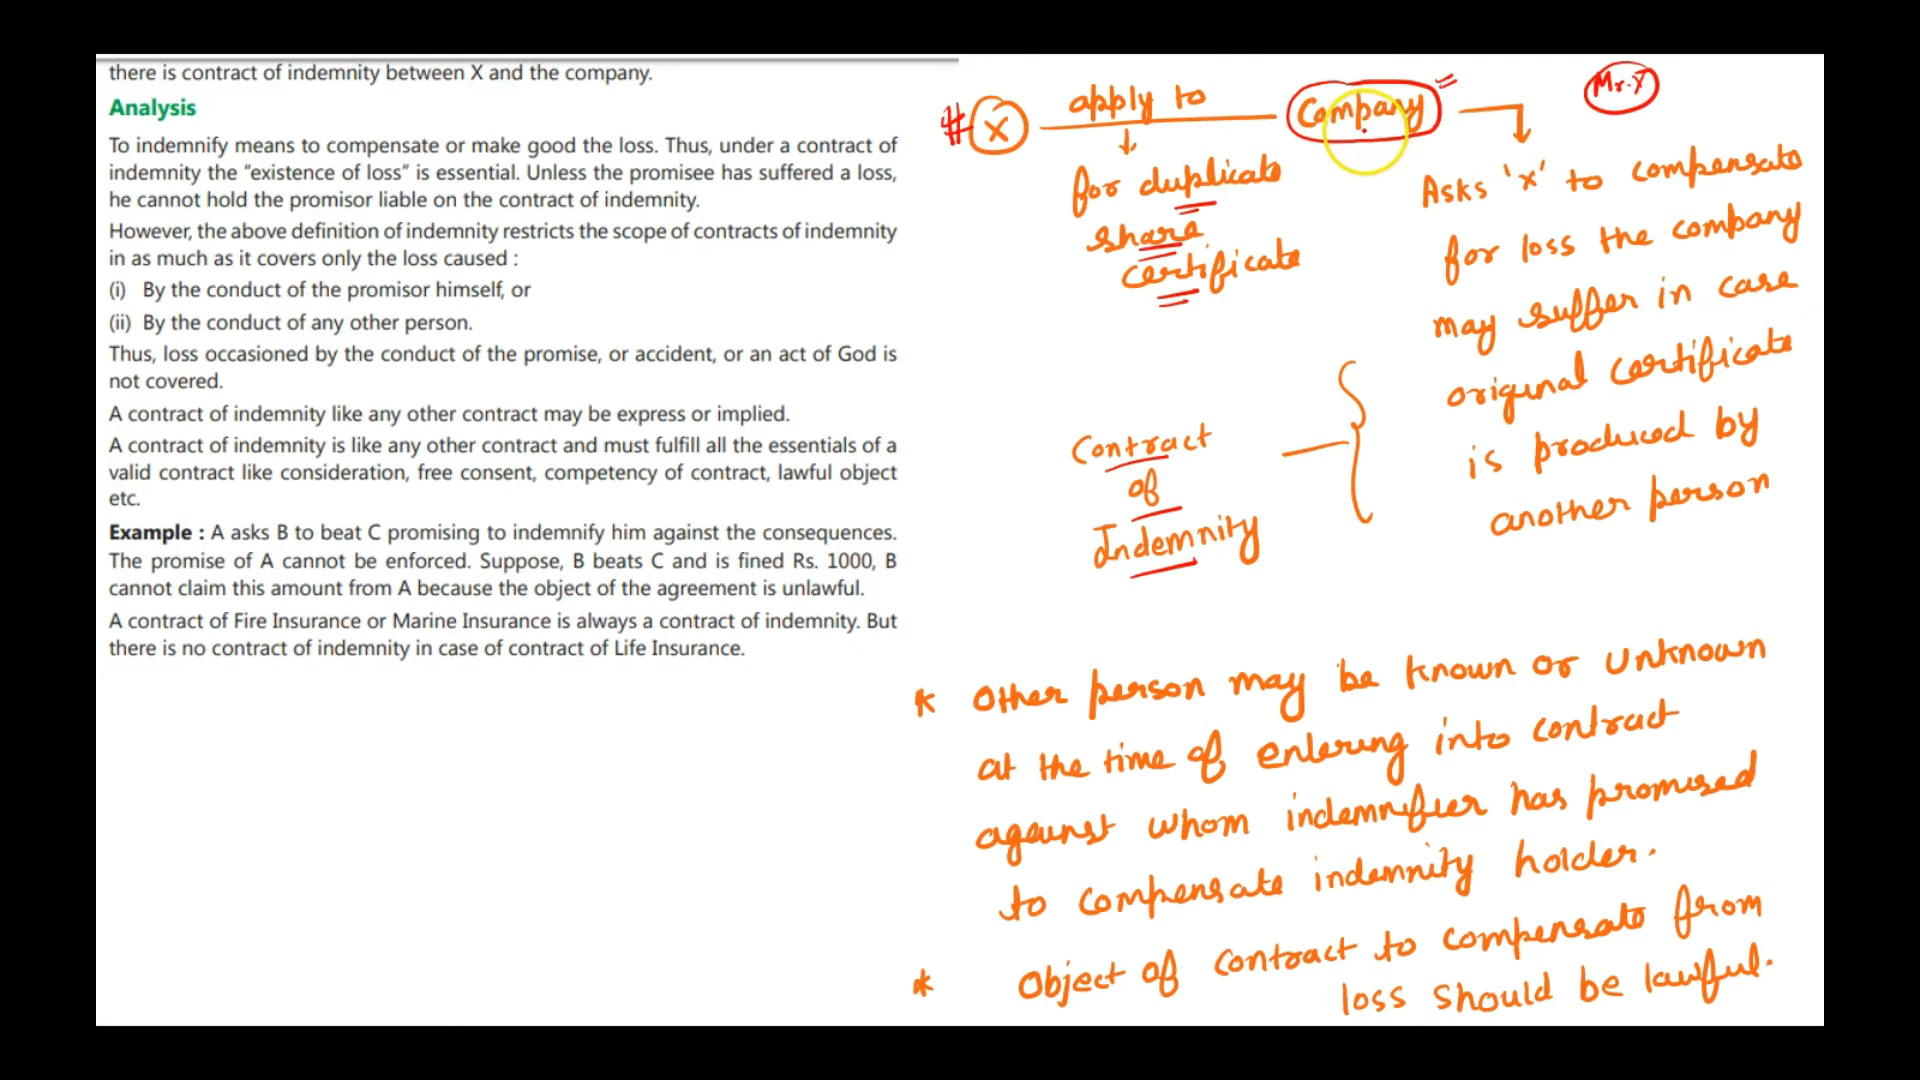 there is contract of indemnity between X and the company.
Analysis
To indemnify means to compensate or make good the loss. Thus, under a contract of
indemnity the “existence of loss” is essential. Unless the promisee has suffered a loss,
he cannot hold the promisor liable on the contract of indemnity.
However, the above definition of indemnity restricts the scope of contracts of indemnity
in as much as it covers only the loss caused :
(i) By the conduct of the promisor himself, or
(ii) By the conduct of any other person.
Thus, loss occasioned by the conduct of the promise, or accident, or an act of God is
not covered.
A contract of indemnity like any other contract may be express or implied.
A contract of indemnity is like any other contract and must fulfill all the essentials of a
valid contract like consideration, free consent, competency of contract, lawful object
etc.
Example : A asks B to beat C promising to indemnify him against the consequences.
The promise of A cannot be enforced. Suppose, B beats C and is fined Rs. 1000, B
cannot claim this amount from A because the object of the agreement is unlawful.
A contract of Fire Insurance or Marine Insurance is always a contract of indemnity. But
there is no contract of indemnity in case of contract of Life Insurance.
# X apply to Company
for duplicate
share
certificate
Mr. Y
Asks 'x' to compensate
for loss the company
may suffer in case
original certificate
is produced by
another person
Contract
of
Indemnity
* Other person may be known or unknown
at the time of entering into contract
against whom indemnifier has promised
to compensate indemnity holder.
* Object of contract to compensate from
loss should be lawful.